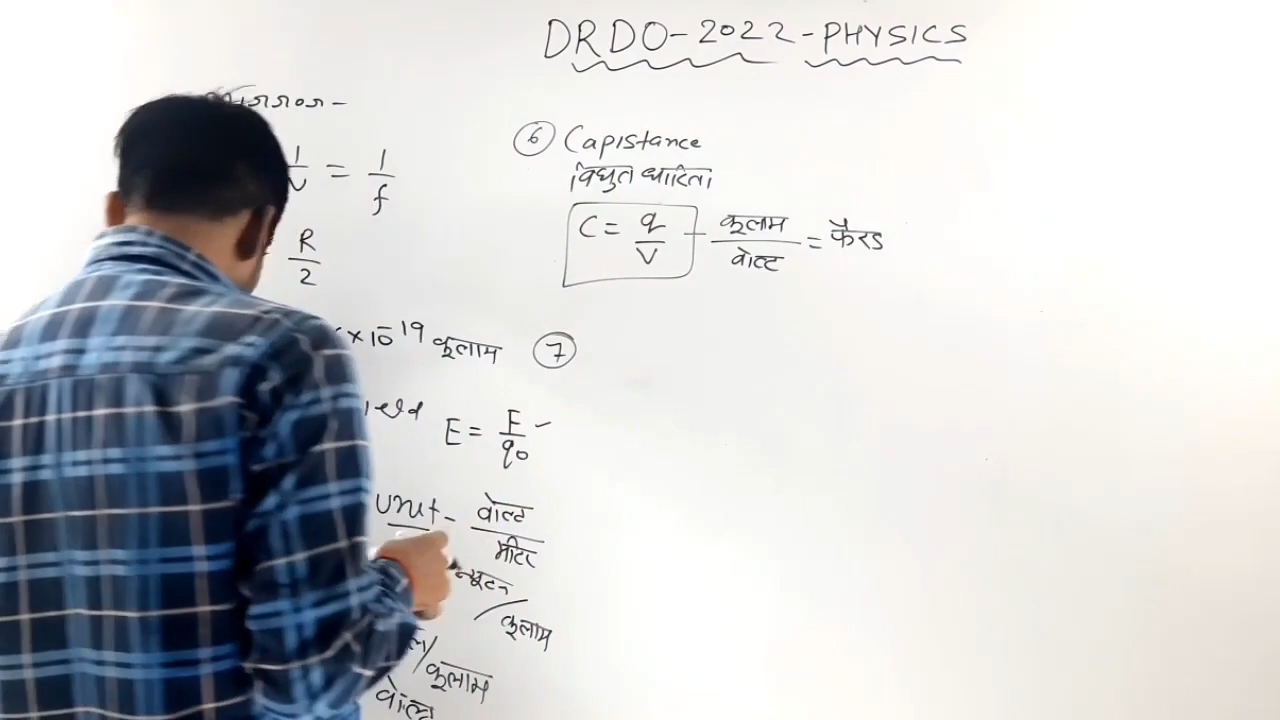 DRDO-2022-PHYSICS
1/v = 1/f
R/2
×10⁻¹⁹ कूलाम
E = F/q₀
Unit - वोल्ट/मीटर
न्यूटन/कूलाम
/कूलाम
वोल्ट
⑥ Capistance
विधुत धारिता
C = q/V - कूलाम/वोल्ट = फैरड
⑦